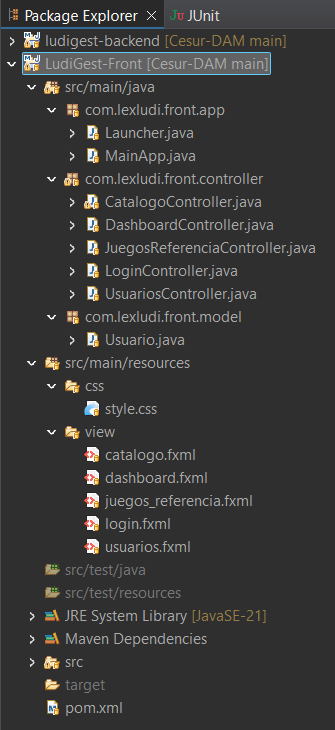 Package Explorer × JUnit
ludigest-backend [Cesur-DAM main]
LudiGest-Front [Cesur-DAM main]
src/main/java
com.lexludi.front.app
Launcher.java
MainApp.java
com.lexludi.front.controller
CatalogoController.java
DashboardController.java
JuegosReferenciaController.java
LoginController.java
UsuariosController.java
com.lexludi.front.model
Usuario.java
src/main/resources
css
style.css
view
catalogo.fxml
dashboard.fxml
juegos_referencia.fxml
login.fxml
usuarios.fxml
src/test/java
src/test/resources
JRE System Library [JavaSE-21]
Maven Dependencies
src
target
pom.xml